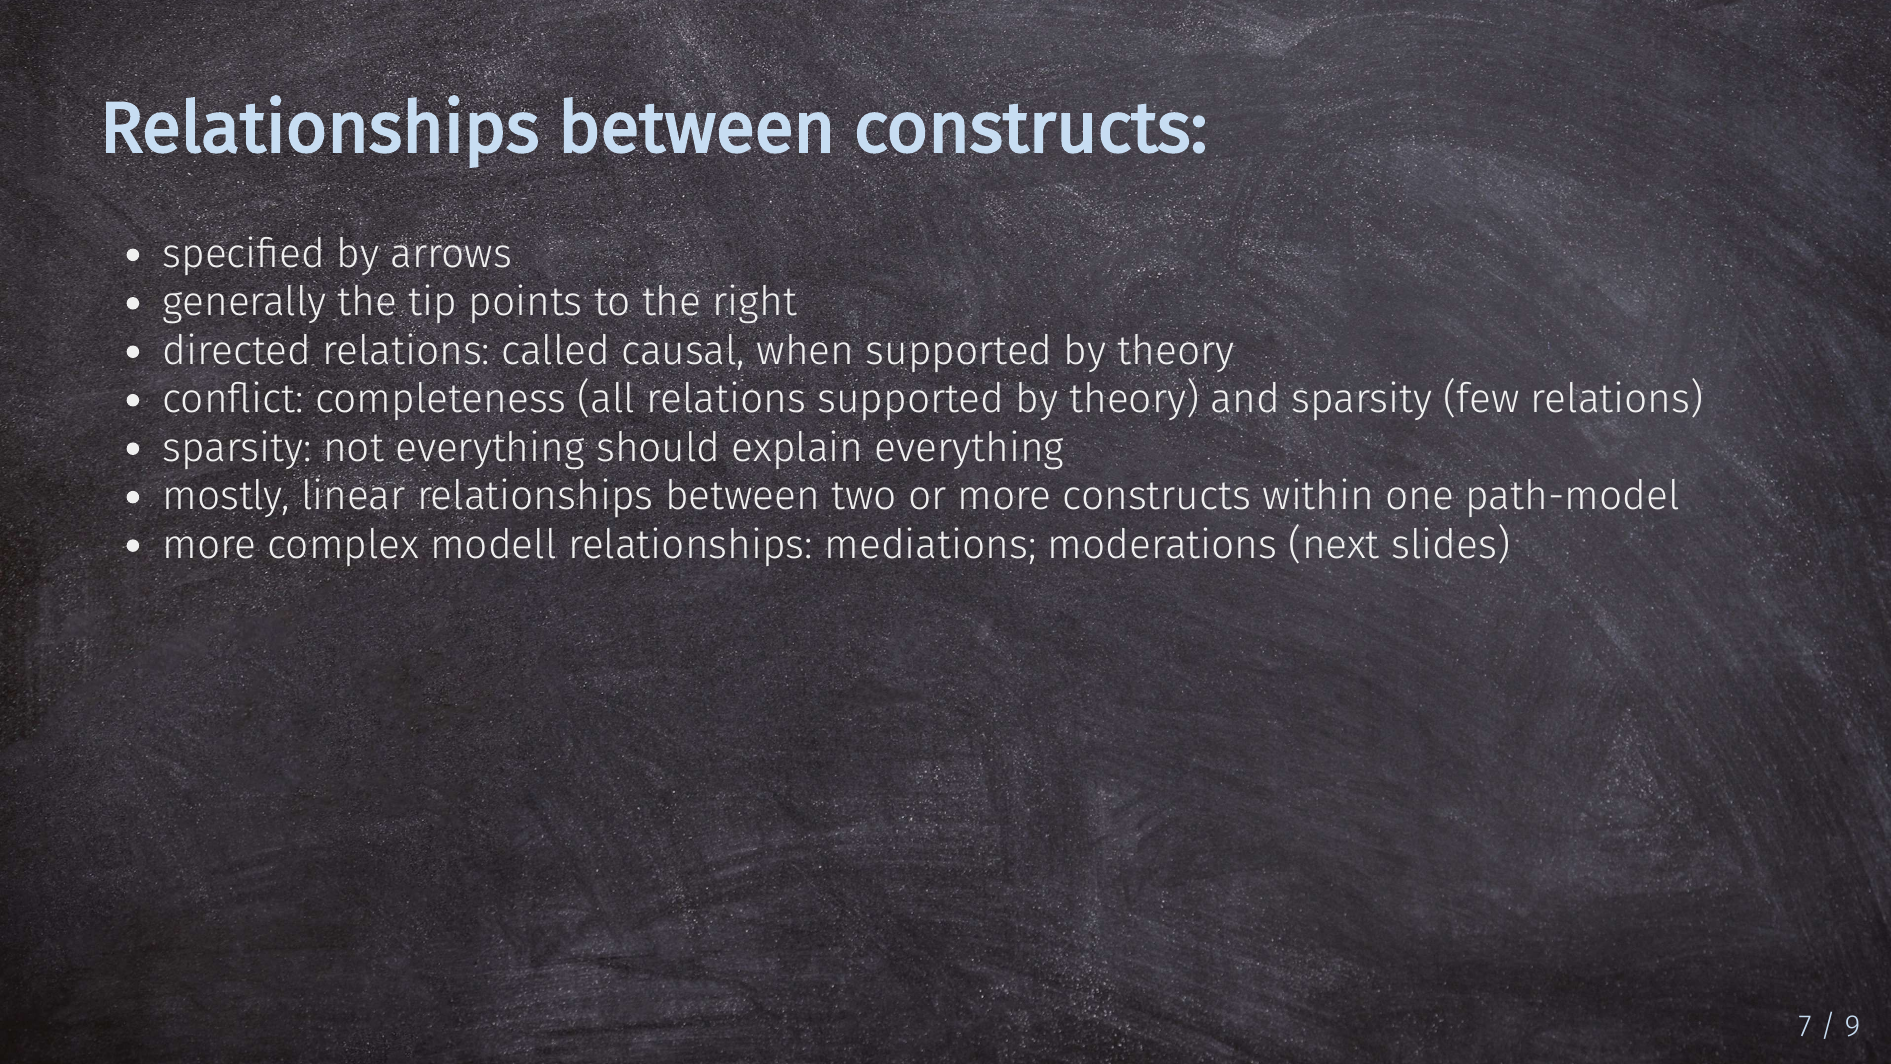 Relationships between constructs:
• specified by arrows
• generally the tip points to the right
• directed relations: called causal, when supported by theory
• conflict: completeness (all relations supported by theory) and sparsity (few relations)
• sparsity: not everything should explain everything
• mostly, linear relationships between two or more constructs within one path-model
• more complex modell relationships: mediations; moderations (next slides)
7 / 9